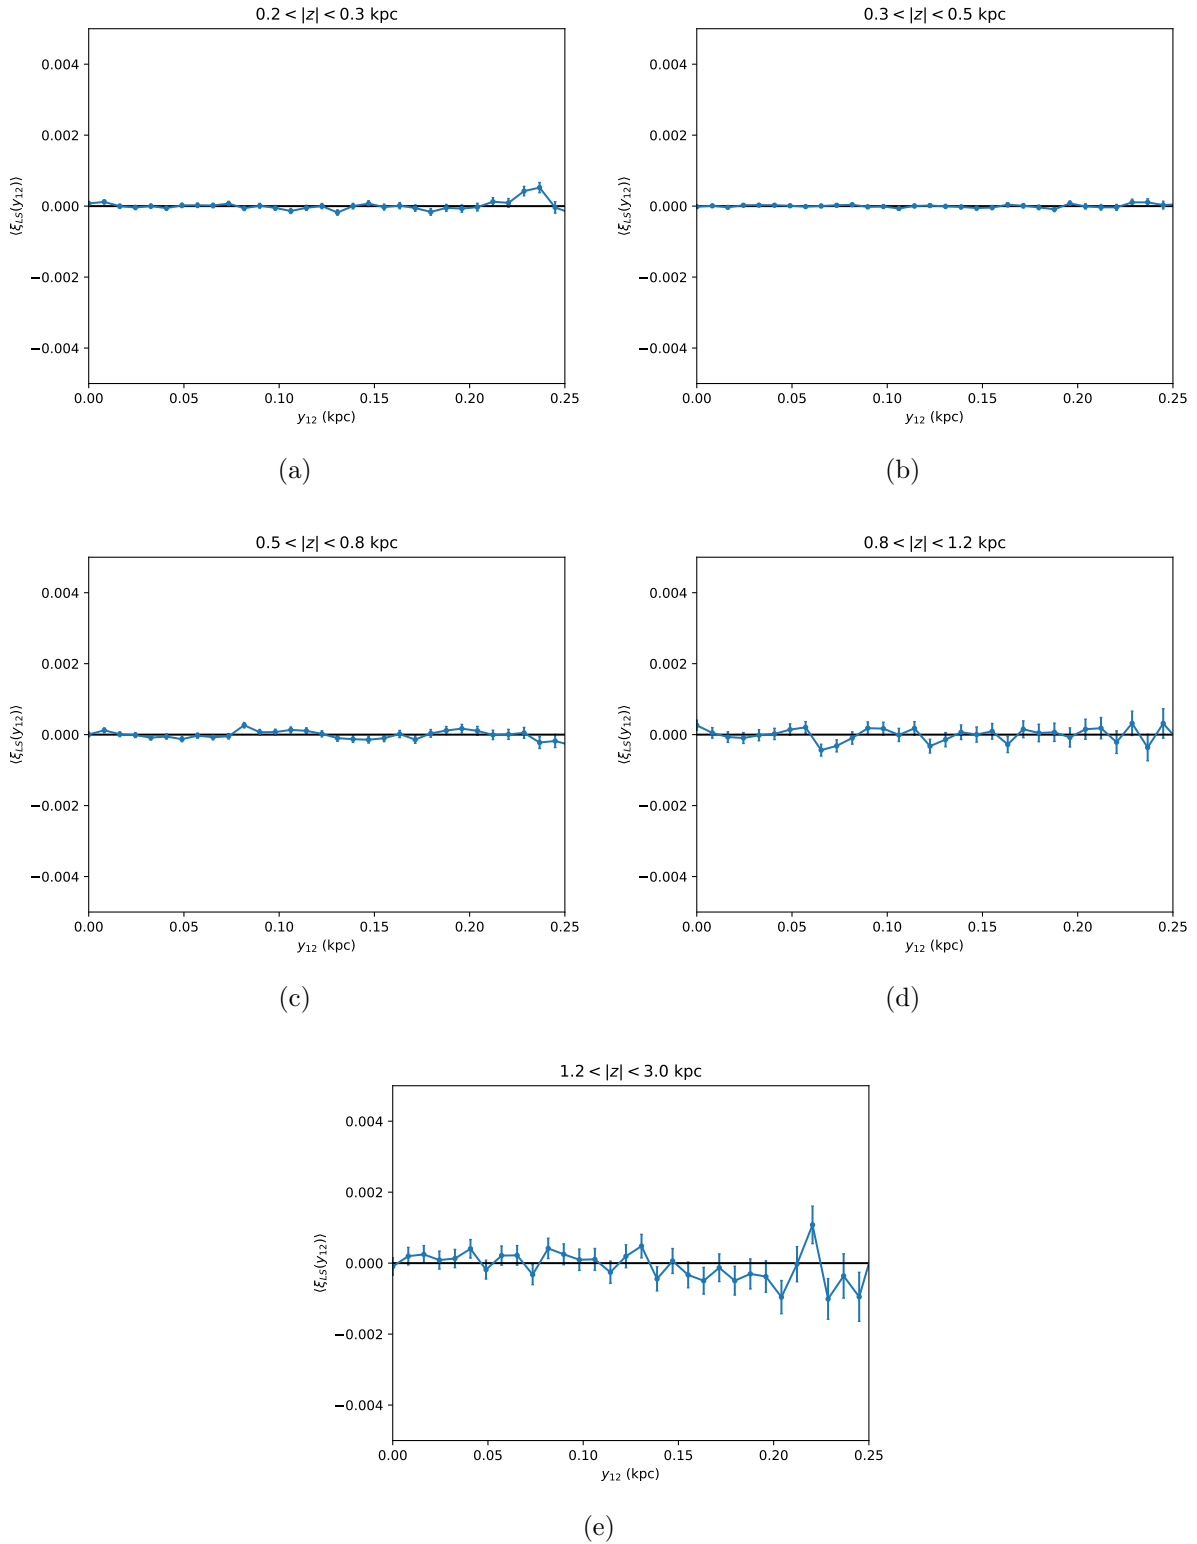 0.2 < |z| < 0.3 kpc
0.004
0.002
0.000
−0.002
−0.004
⟨ξ_LS(y_12)⟩
0.00 0.05 0.10 0.15 0.20 0.25
y_12 (kpc)
(a)
0.3 < |z| < 0.5 kpc
0.004
0.002
0.000
−0.002
−0.004
⟨ξ_LS(y_12)⟩
0.00 0.05 0.10 0.15 0.20 0.25
y_12 (kpc)
(b)
0.5 < |z| < 0.8 kpc
0.004
0.002
0.000
−0.002
−0.004
⟨ξ_LS(y_12)⟩
0.00 0.05 0.10 0.15 0.20 0.25
y_12 (kpc)
(c)
0.8 < |z| < 1.2 kpc
0.004
0.002
0.000
−0.002
−0.004
⟨ξ_LS(y_12)⟩
0.00 0.05 0.10 0.15 0.20 0.25
y_12 (kpc)
(d)
1.2 < |z| < 3.0 kpc
0.004
0.002
0.000
−0.002
−0.004
⟨ξ_LS(y_12)⟩
0.00 0.05 0.10 0.15 0.20 0.25
y_12 (kpc)
(e)